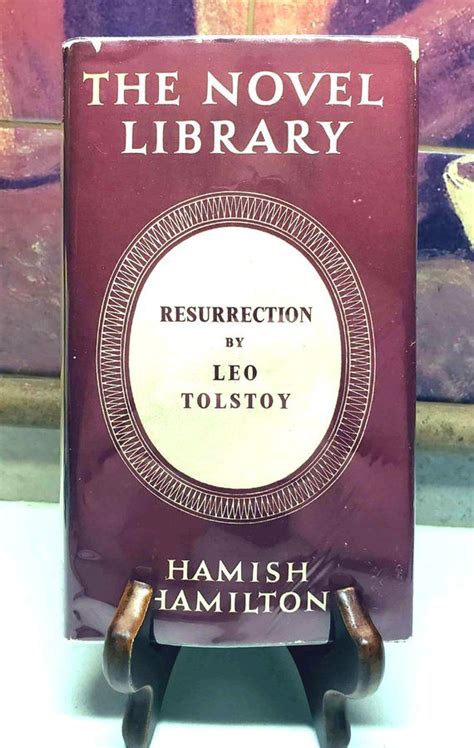 THE NOVEL
LIBRARY
RESURRECTION
BY
LEO
TOLSTOY
HAMISH
HAMILTON